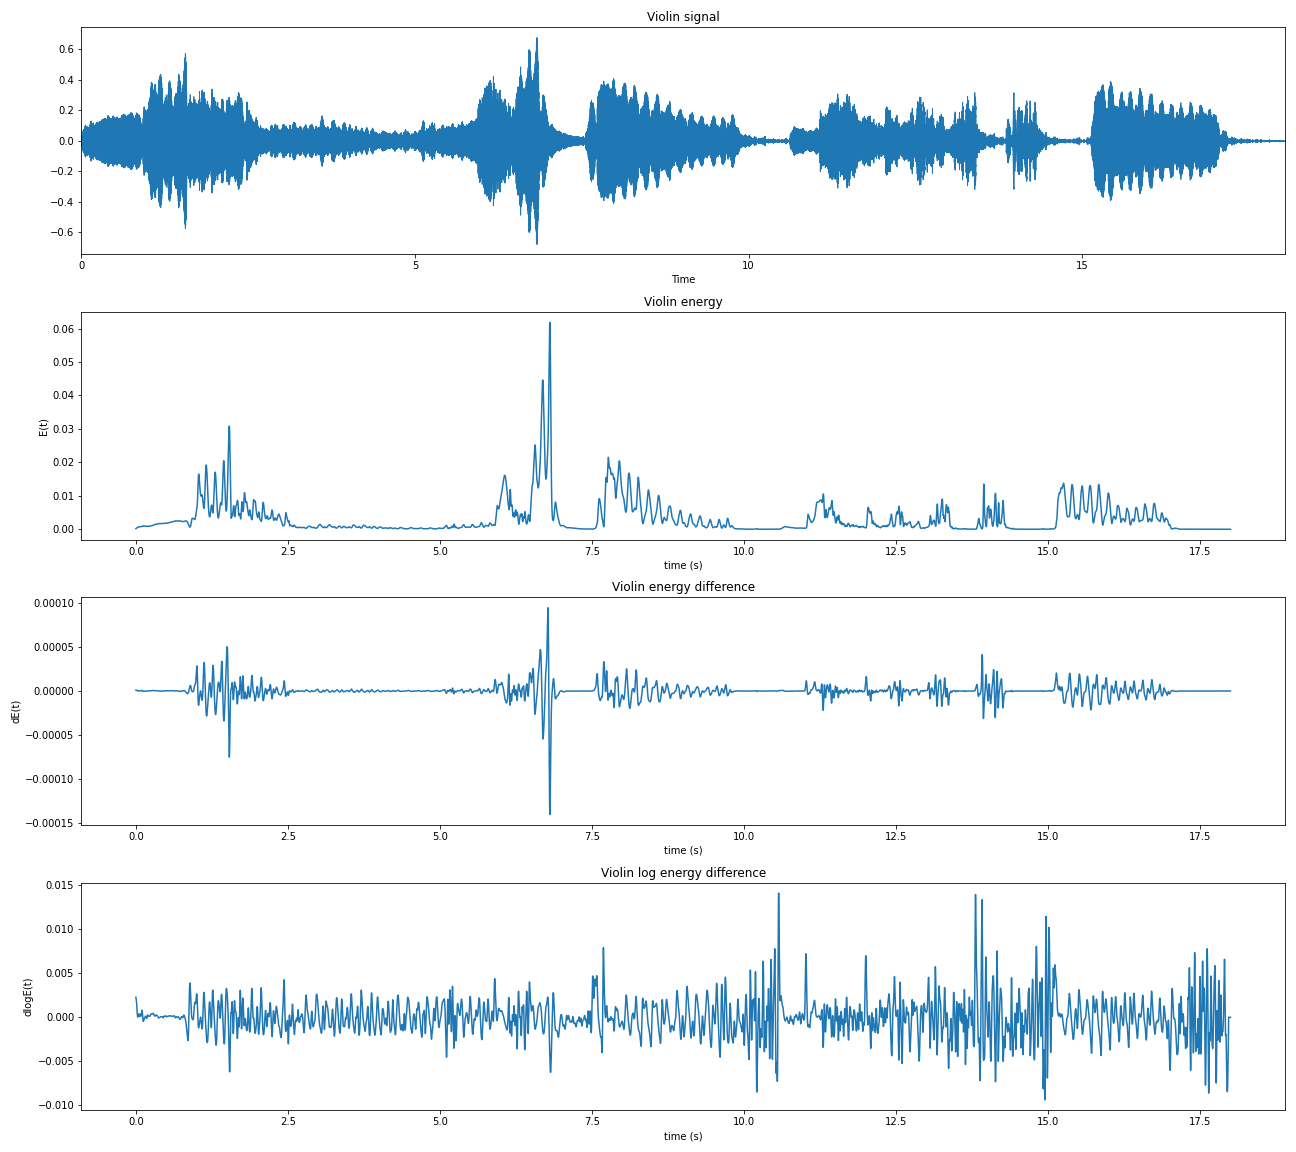 Violin signal
0.6
0.4
0.2
0.0
−0.2
−0.4
−0.6
0 5 10 15
Time
Violin energy
0.06
0.05
0.04
0.03
0.02
0.01
0.00
E(t)
0.0 2.5 5.0 7.5 10.0 12.5 15.0 17.5
time (s)
Violin energy difference
0.00010
0.00005
0.00000
−0.00005
−0.00010
−0.00015
dE(t)
0.0 2.5 5.0 7.5 10.0 12.5 15.0 17.5
time (s)
Violin log energy difference
0.015
0.010
0.005
0.000
−0.005
−0.010
dlogE(t)
0.0 2.5 5.0 7.5 10.0 12.5 15.0 17.5
time (s)